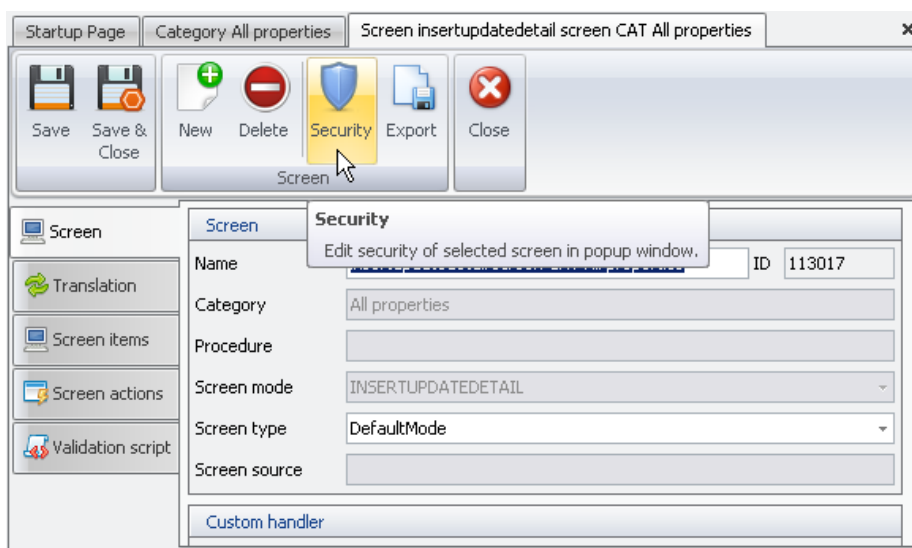 Startup Page Category All properties Screen insertupdatedetail screen CAT All properties
Save Save & Close New Delete Security Export Close
Screen
Screen
Translation
Screen items
Screen actions
Validation script
Screen
Security
Edit security of selected screen in popup window.
Name ID 113017
Category All properties
Procedure
Screen mode INSERTUPDATEDETAIL
Screen type DefaultMode
Screen source
Custom handler